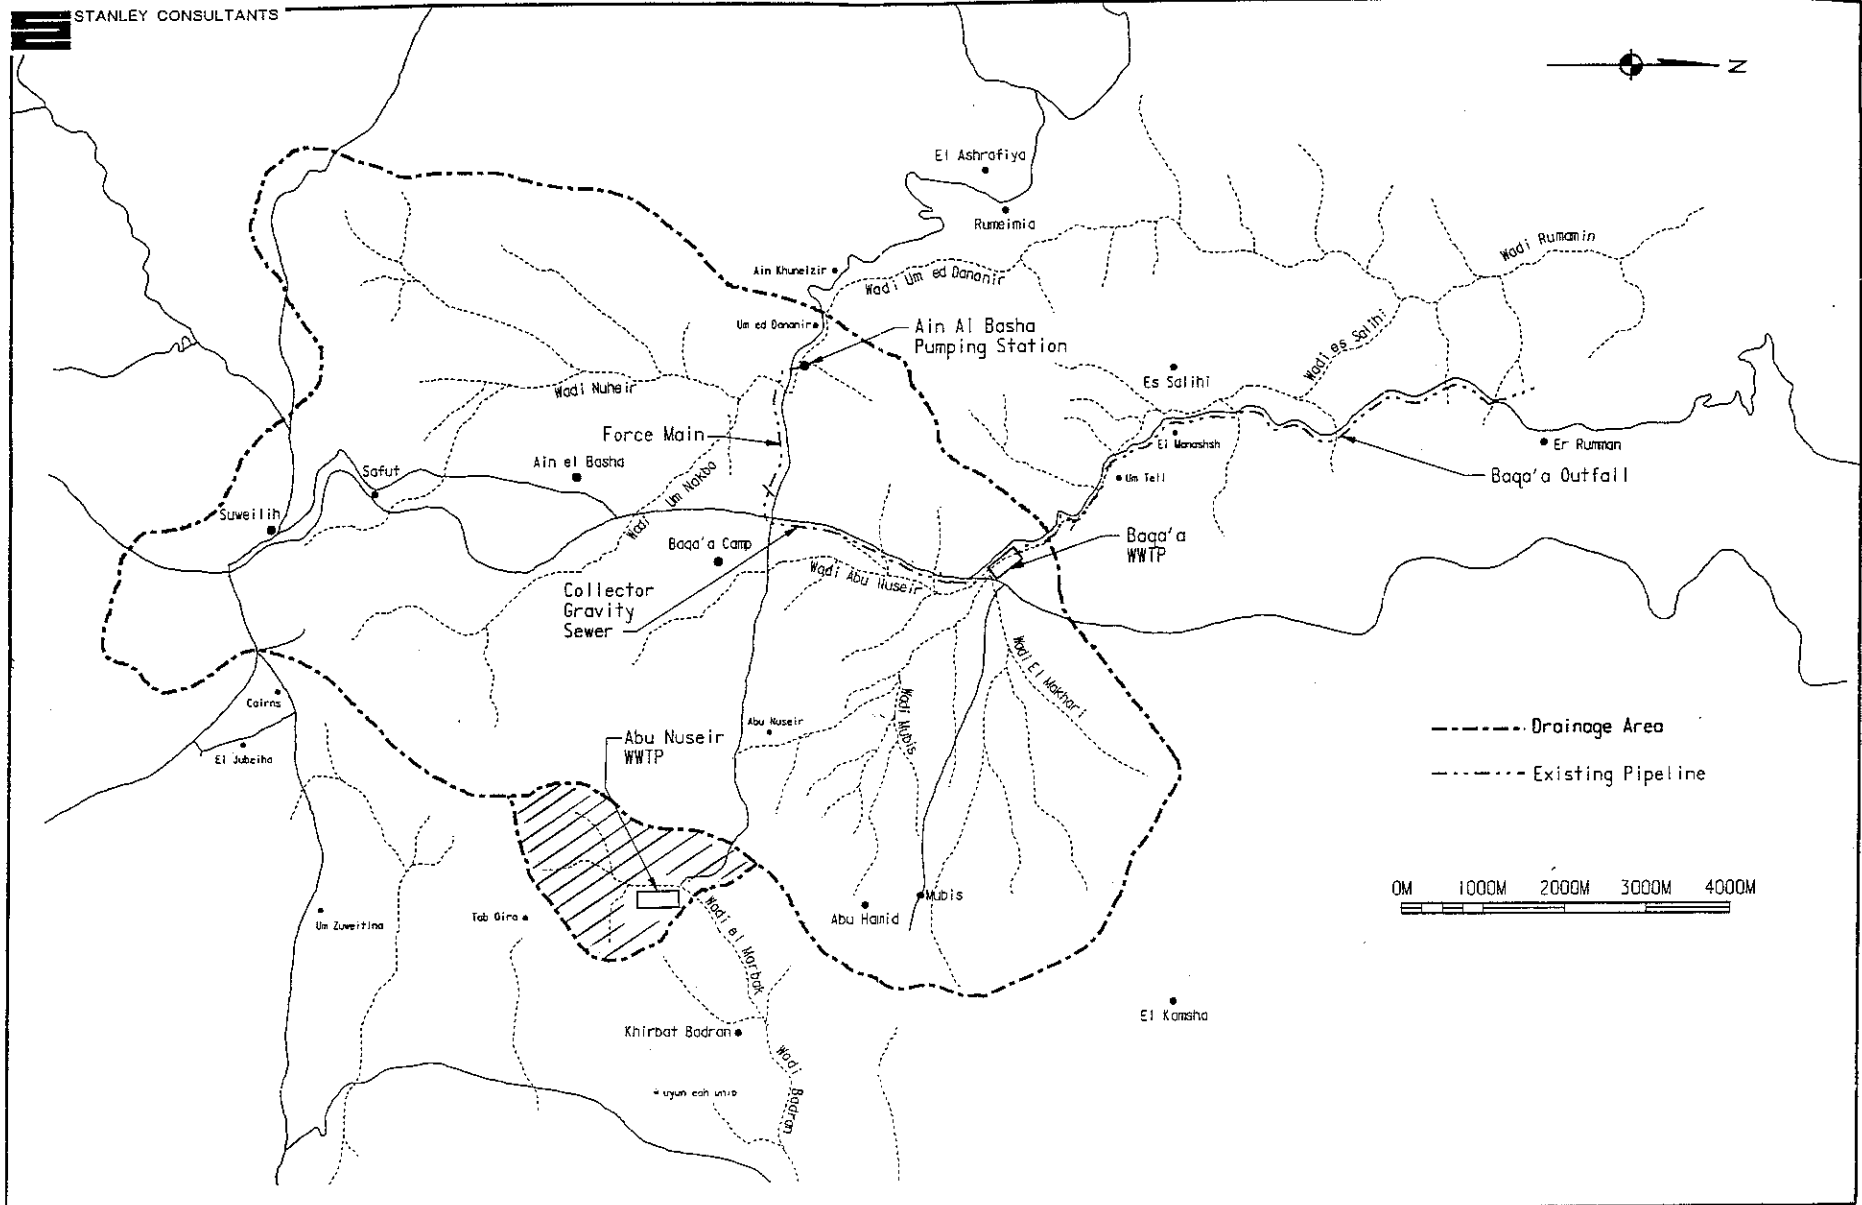 STANLEY CONSULTANTS
N
El Ashrafiya
Rumeimia
Wadi Rumamin
Ain Khuneizir
Wadi Um ed Dananir
Um ed Dananir
Ain Al Basha
Pumping Station
Wadi es Salihi
Es Salihi
Wadi Nuheir
Force Main
El Manashsh
Er Rumman
Safut
Ain el Basha
Wadi Um Nakba
Um Tell
Baqa'a Outfall
Suweilih
Baqa'a Camp
Baqa'a
WWTP
Wadi Abu Nuseir
Collector
Gravity
Sewer
Wadi El Makhari
Cairns
Wadi Mubis
Abu Nuseir
Abu Nuseir
WWTP
El Jubeiha
Drainage Area
Existing Pipeline
0M 1000M 2000M 3000M 4000M
Mubis
Abu Hamid
Um Zuweitina
Tab Gira
Wadi el Marbak
El Kamsha
Khirbat Badran
Wadi Badran